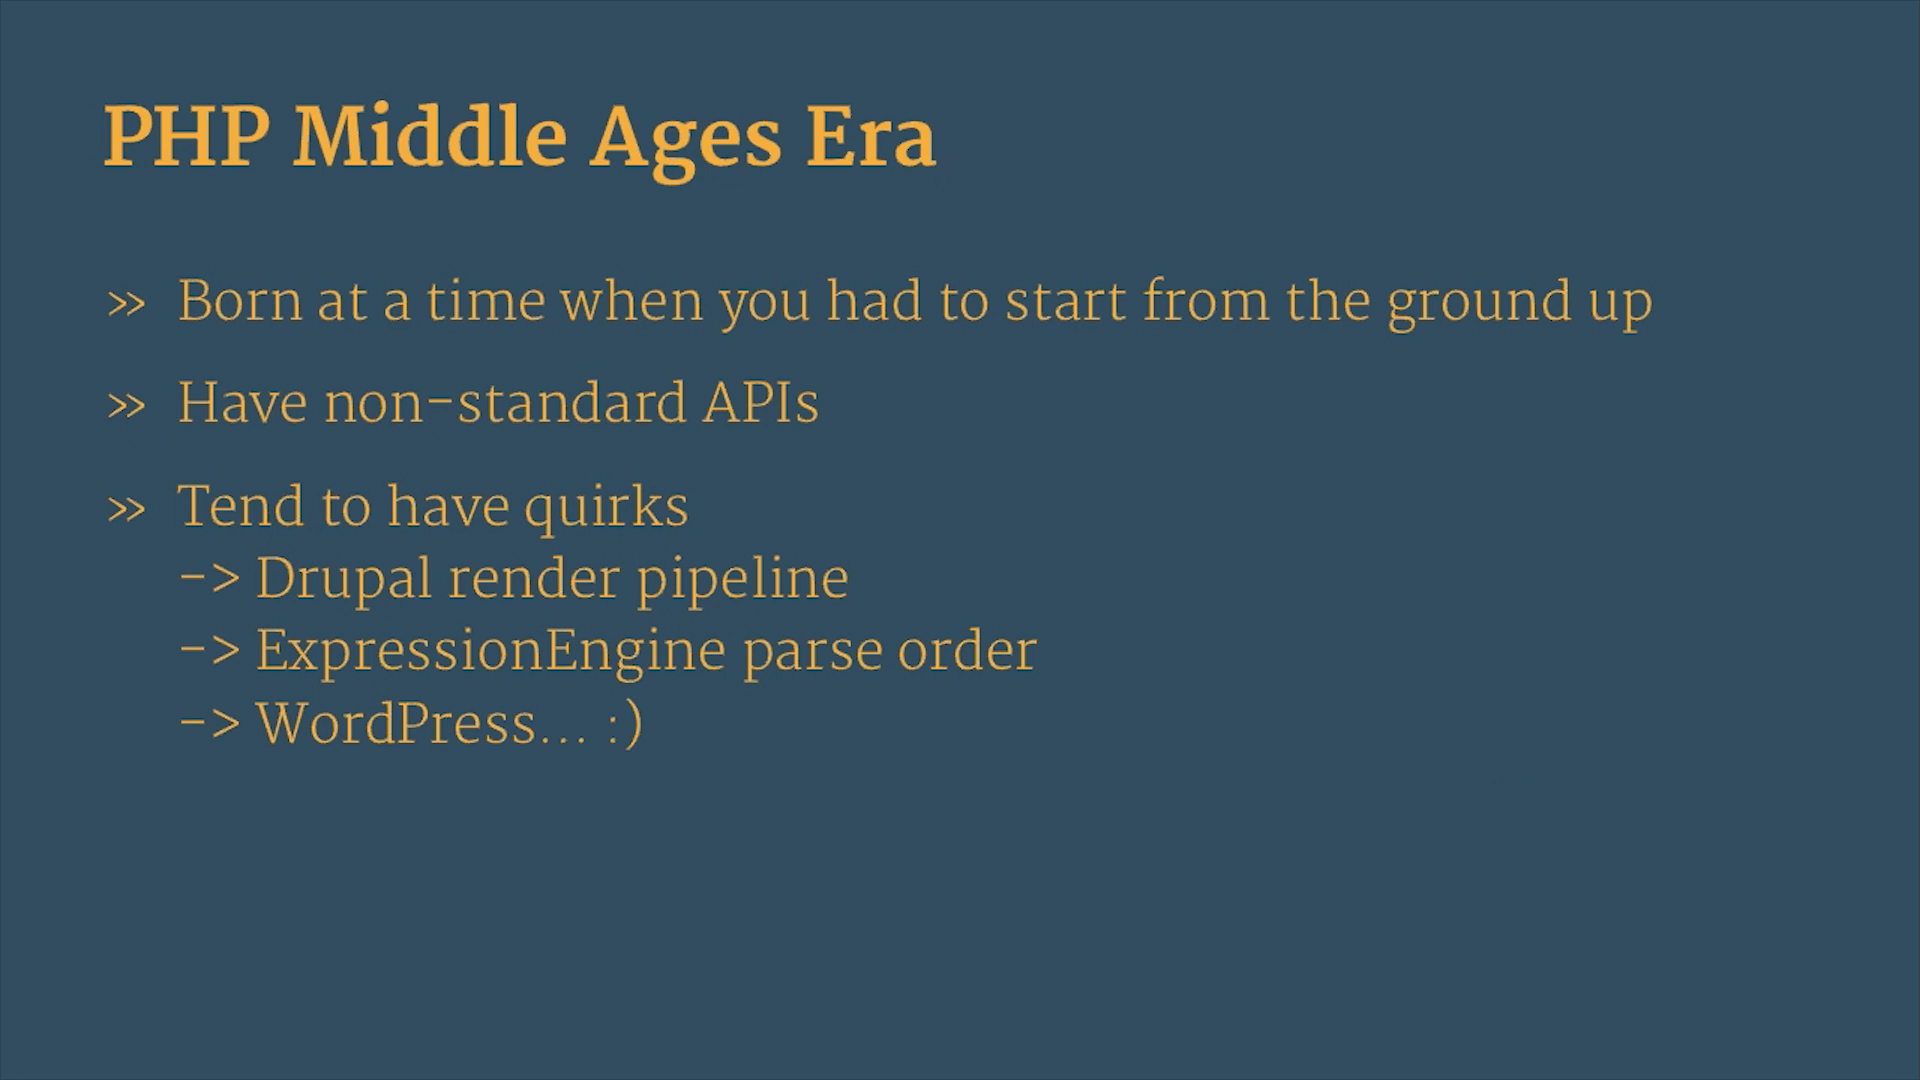 PHP Middle Ages Era
» Born at a time when you had to start from the ground up
» Have non-standard APIs
» Tend to have quirks
-> Drupal render pipeline
-> ExpressionEngine parse order
-> WordPress... :)